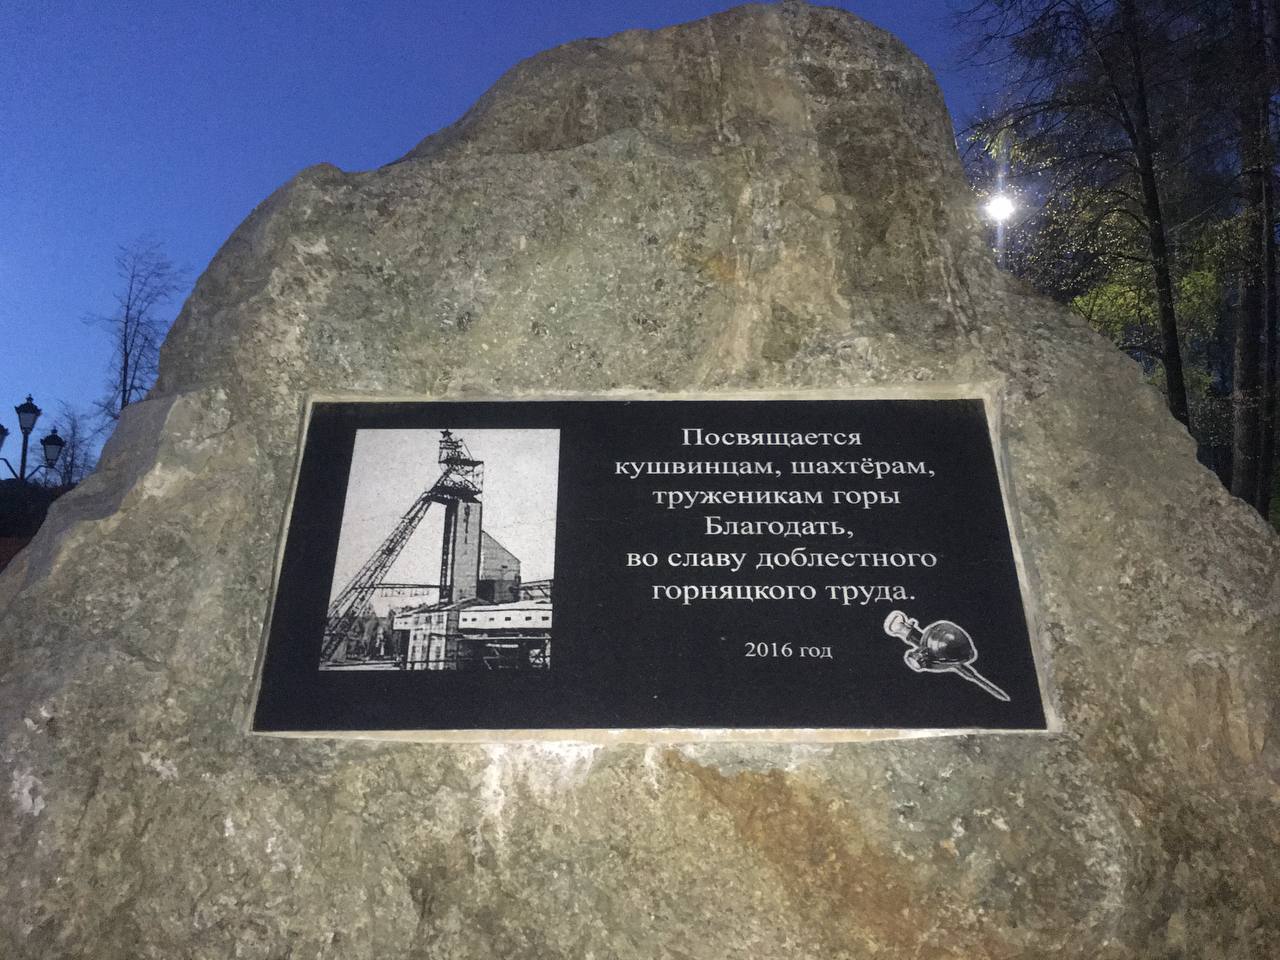 Посвящается
кушвинцам, шахтёрам,
труженикам горы
Благодать,
во славу доблестного
горняцкого труда.
2016 год